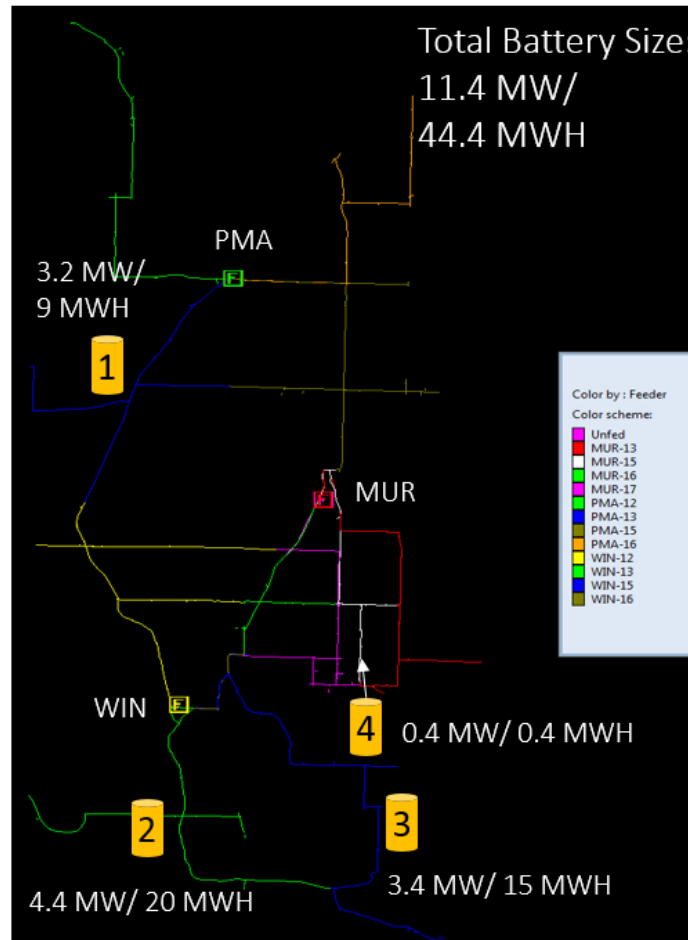 Total Battery Size:
11.4 MW/
44.4 MWH
PMA
3.2 MW/
9 MWH
1
Color by : Feeder
Color scheme:
Unfed
MUR-13
MUR-15
MUR-16
MUR-17
PMA-12
PMA-13
PMA-15
PMA-16
WIN-12
WIN-13
WIN-15
WIN-16
MUR
WIN
4
0.4 MW/ 0.4 MWH
2
3
4.4 MW/ 20 MWH
3.4 MW/ 15 MWH